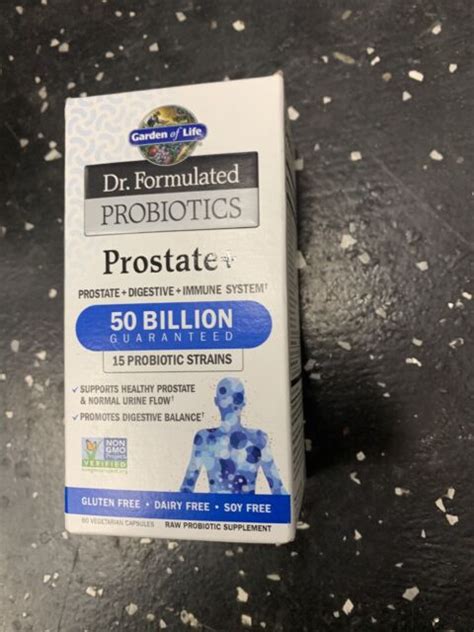 Garden of Life
Dr. Formulated
PROBIOTICS
Prostate+
PROSTATE + DIGESTIVE + IMMUNE SYSTEM†
50 BILLION
GUARANTEED
15 PROBIOTIC STRAINS
✓ SUPPORTS HEALTHY PROSTATE
& NORMAL URINE FLOW†
✓ PROMOTES DIGESTIVE BALANCE†
NON
GMO
Project
VERIFIED
nongmoproject.org
GLUTEN FREE • DAIRY FREE • SOY FREE
60 VEGETARIAN CAPSULES RAW PROBIOTIC SUPPLEMENT